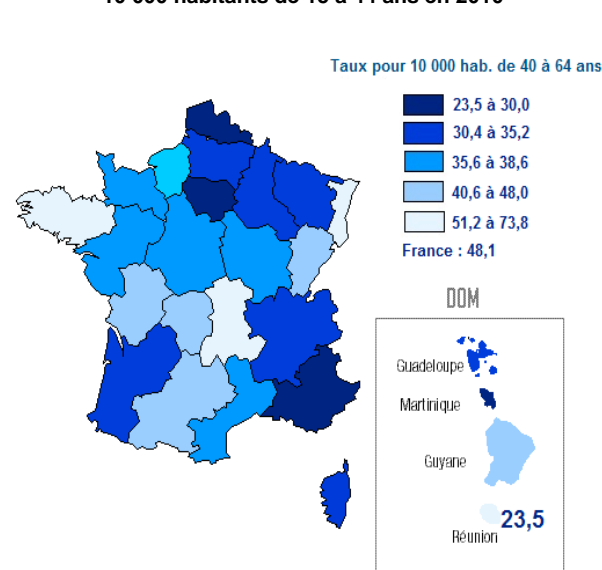 Taux pour 10 000 hab. de 40 à 64 ans
23,5 à 30,0
30,4 à 35,2
35,6 à 38,6
40,6 à 48,0
51,2 à 73,8
France : 48,1
DOM
Guadeloupe
Martinique
Guyane
23,5
Réunion